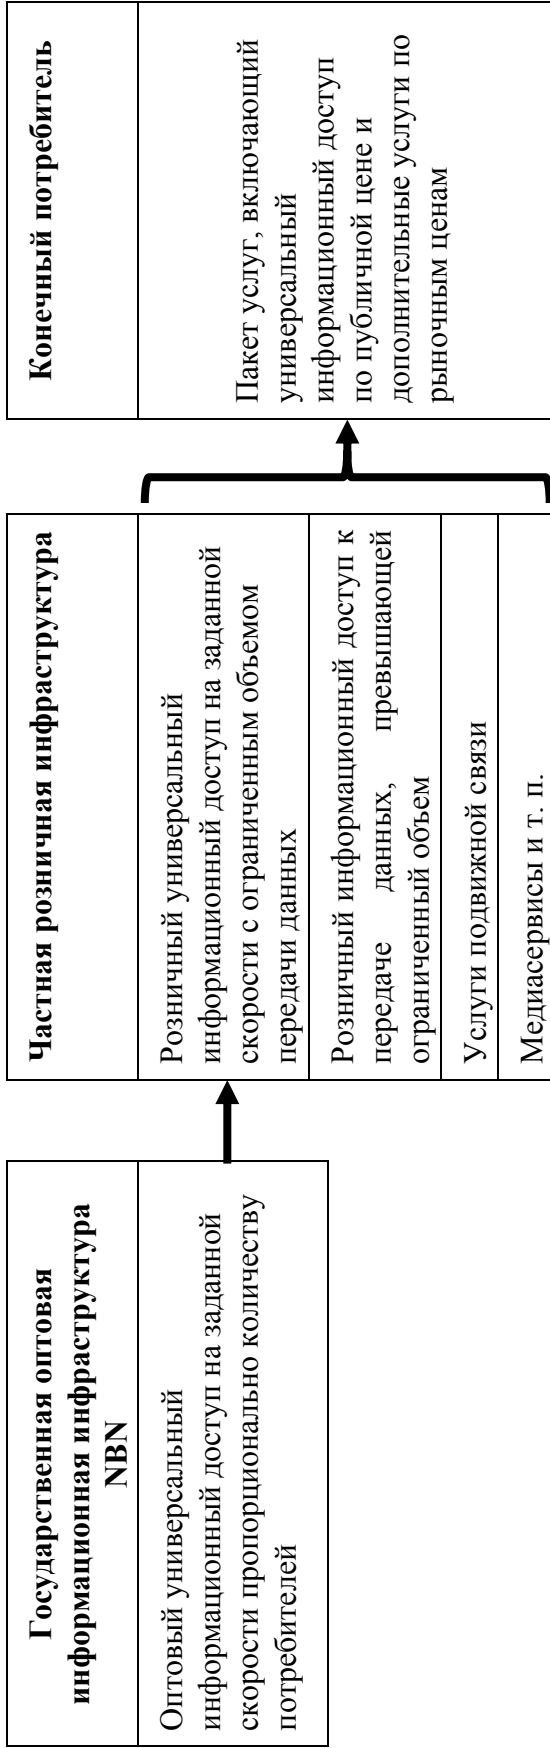 Государственная оптовая
информационная инфраструктура
NBN
Оптовый универсальный
информационный доступ на заданной
скорости пропорционально количеству
потребителей
Частная розничная инфраструктура
Розничный универсальный
информационный доступ на заданной
скорости с ограниченным объемом
передачи данных
Розничный информационный доступ к
передаче данных, превышающей
ограниченный объем
Услуги подвижной связи
Медиасервисы и т. п.
Конечный потребитель
Пакет услуг, включающий
универсальный
информационный доступ
по публичной цене и
дополнительные услуги по
рыночным ценам